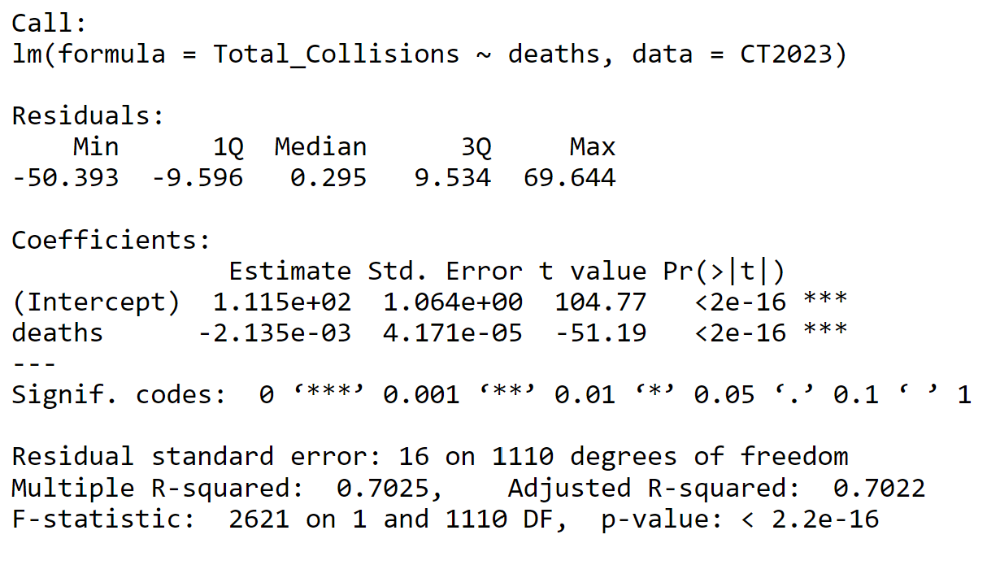 Call:
lm(formula = Total_Collisions ~ deaths, data = CT2023)
Residuals:
    Min      1Q  Median      3Q     Max
-50.393  -9.596   0.295   9.534  69.644
Coefficients:
              Estimate Std. Error t value Pr(>|t|)
(Intercept)  1.115e+02  1.064e+00  104.77   <2e-16 ***
deaths      -2.135e-03  4.171e-05  -51.19   <2e-16 ***
---
Signif. codes:  0 ‘***’ 0.001 ‘**’ 0.01 ‘*’ 0.05 ‘.’ 0.1 ‘ ’ 1
Residual standard error: 16 on 1110 degrees of freedom
Multiple R-squared:  0.7025,    Adjusted R-squared:  0.7022
F-statistic:  2621 on 1 and 1110 DF,  p-value: < 2.2e-16